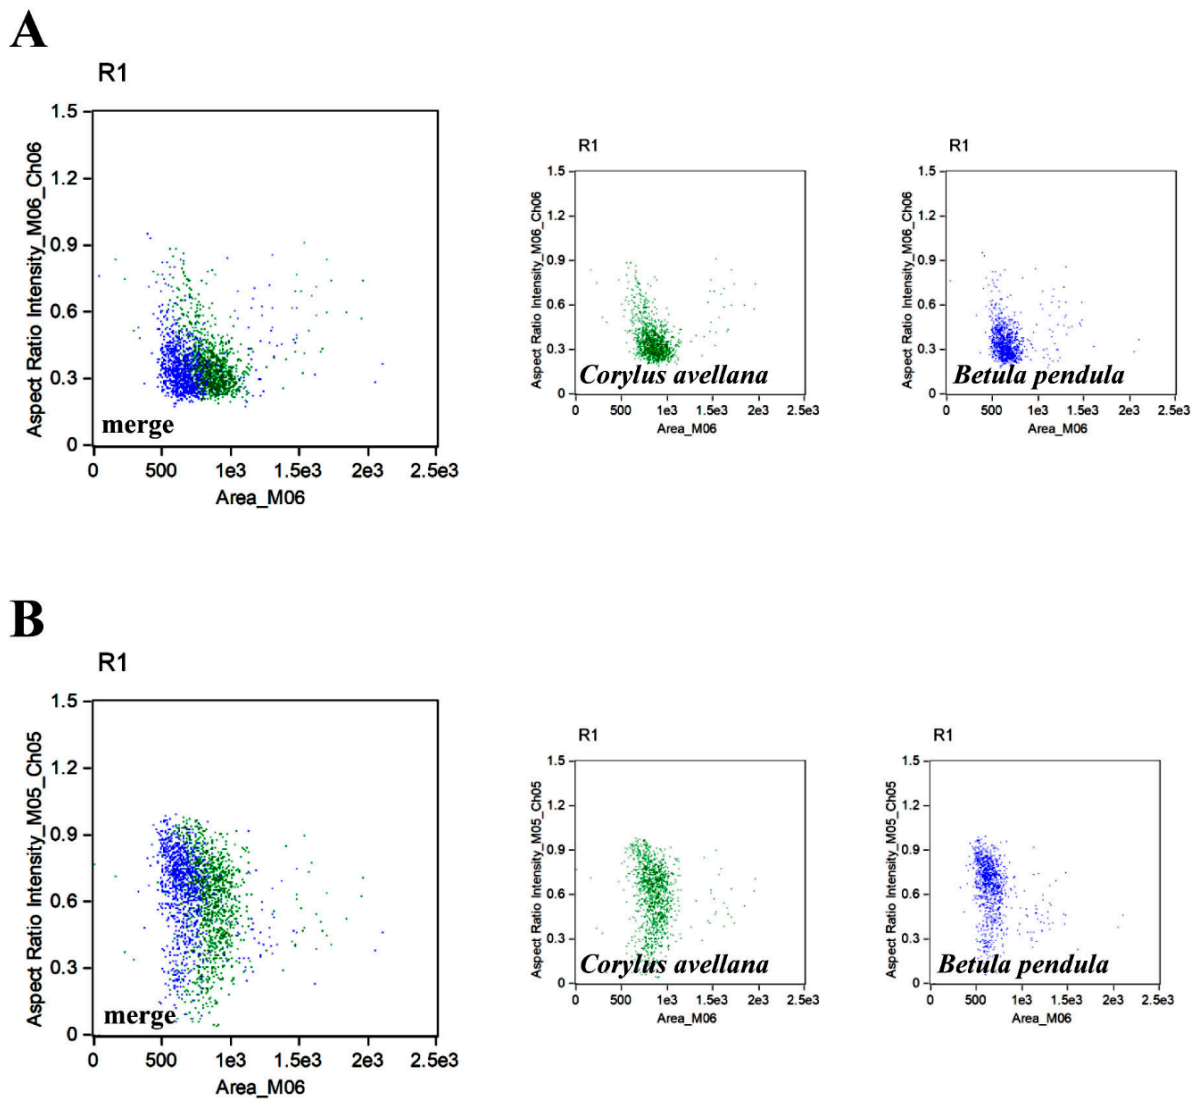 A
R1
Aspect Ratio Intensity_M06_Ch06
1.5
1.2
0.9
0.6
0.3
0
merge
0 500 1e3 1.5e3 2e3 2.5e3
Area_M06
R1
Aspect Ratio Intensity_M06_Ch06
1.5
1.2
0.9
0.6
0.3
0
Corylus avellana
0 500 1e3 1.5e3 2e3 2.5e3
Area_M06
R1
Aspect Ratio Intensity_M06_Ch06
1.5
1.2
0.9
0.6
0.3
0
Betula pendula
0 500 1e3 1.5e3 2e3 2.5e3
Area_M06
B
R1
Aspect Ratio Intensity_M05_Ch05
1.5
1.2
0.9
0.6
0.3
0
merge
0 500 1e3 1.5e3 2e3 2.5e3
Area_M06
R1
Aspect Ratio Intensity_M05_Ch05
1.5
1.2
0.9
0.6
0.3
0
Corylus avellana
0 500 1e3 1.5e3 2e3 2.5e3
Area_M06
R1
Aspect Ratio Intensity_M05_Ch05
1.5
1.2
0.9
0.6
0.3
0
Betula pendula
0 500 1e3 1.5e3 2e3 2.5e3
Area_M06